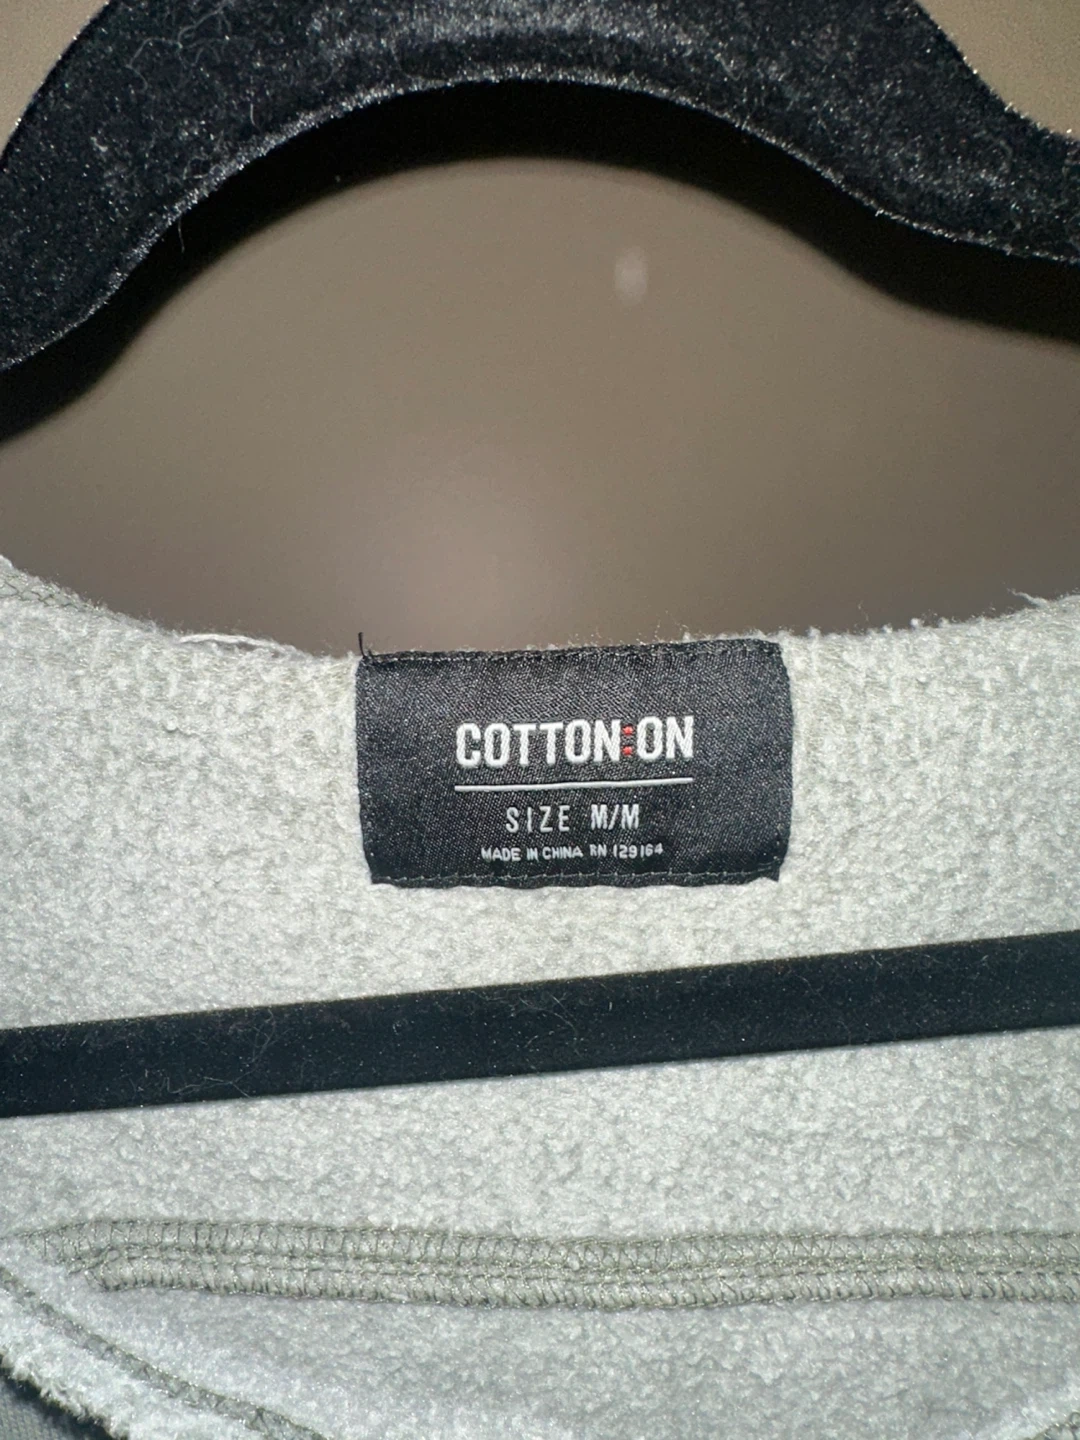 COTTON:ON
SIZE M/M
MADE IN CHINA RN 129164